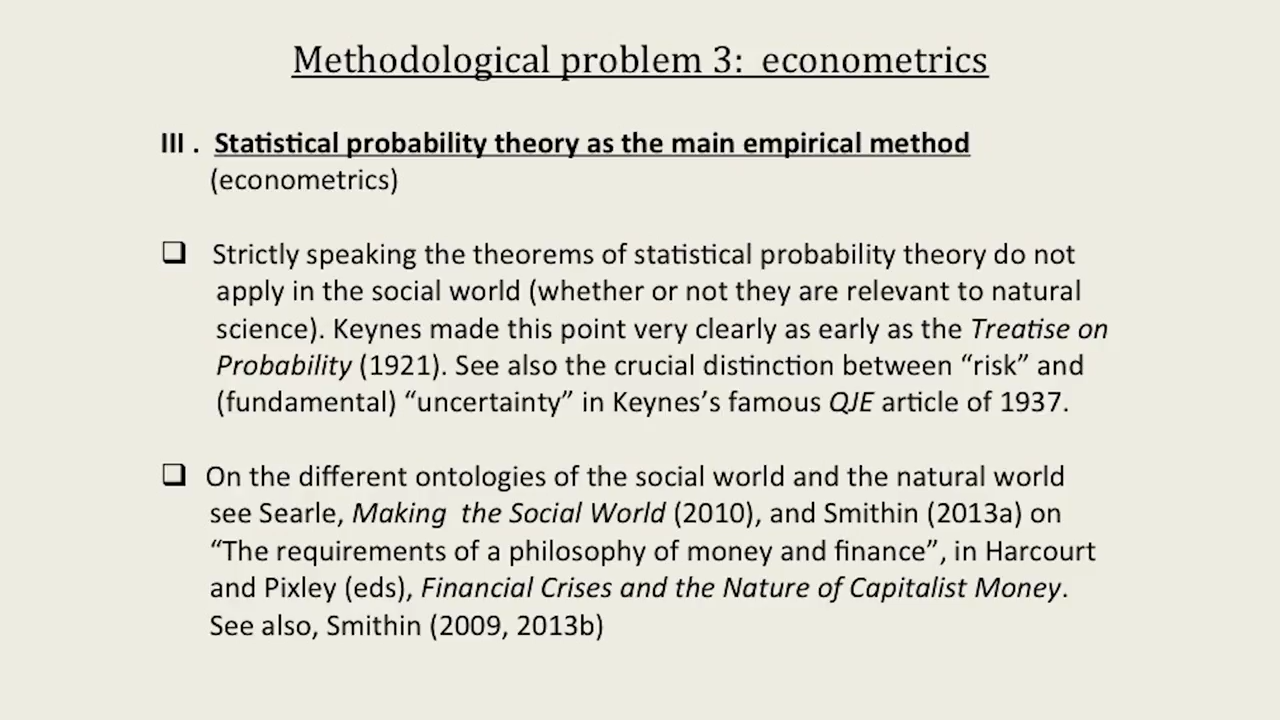 Methodological problem 3:  econometrics
III .  Statistical probability theory as the main empirical method
(econometrics)
❑ Strictly speaking the theorems of statistical probability theory do not
apply in the social world (whether or not they are relevant to natural
science). Keynes made this point very clearly as early as the Treatise on
Probability (1921). See also the crucial distinction between “risk” and
(fundamental) “uncertainty” in Keynes’s famous QJE article of 1937.
❑ On the different ontologies of the social world and the natural world
see Searle, Making  the Social World (2010), and Smithin (2013a) on
“The requirements of a philosophy of money and finance”, in Harcourt
and Pixley (eds), Financial Crises and the Nature of Capitalist Money.
See also, Smithin (2009, 2013b)